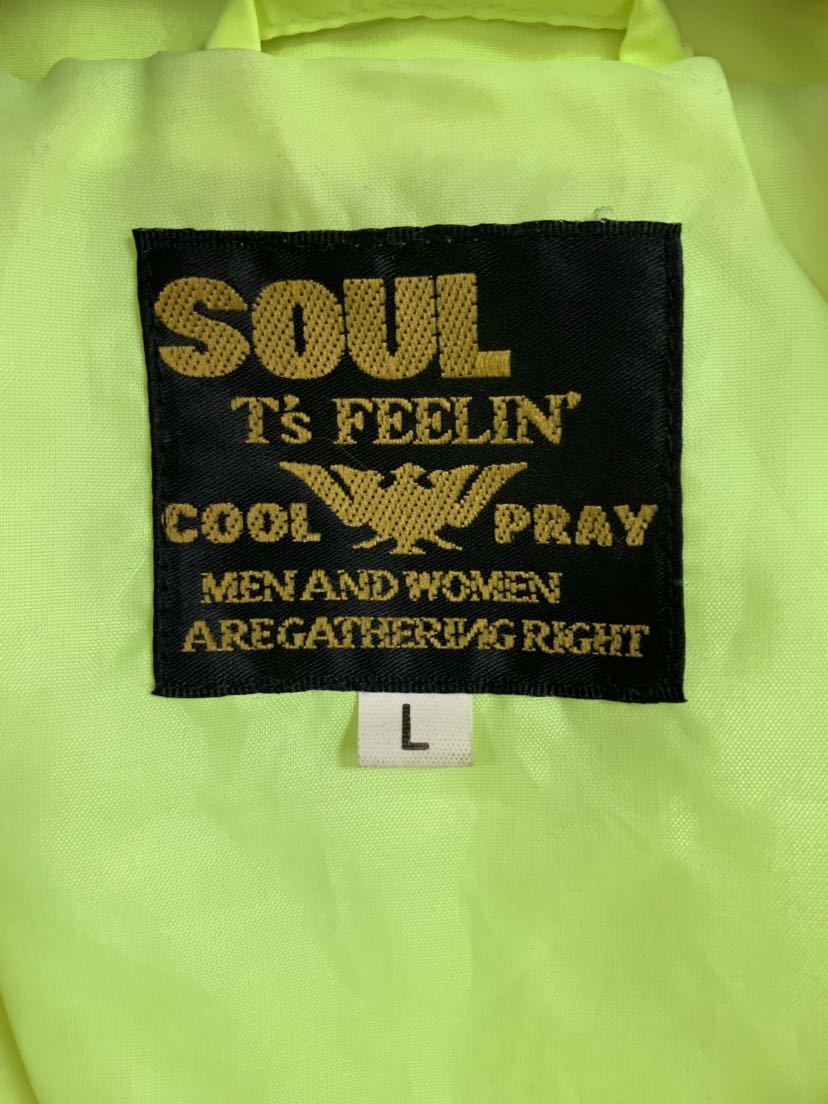 SOUL
T's FEELIN'
COOL PRAY
MEN AND WOMEN
ARE GATHERING RIGHT
L